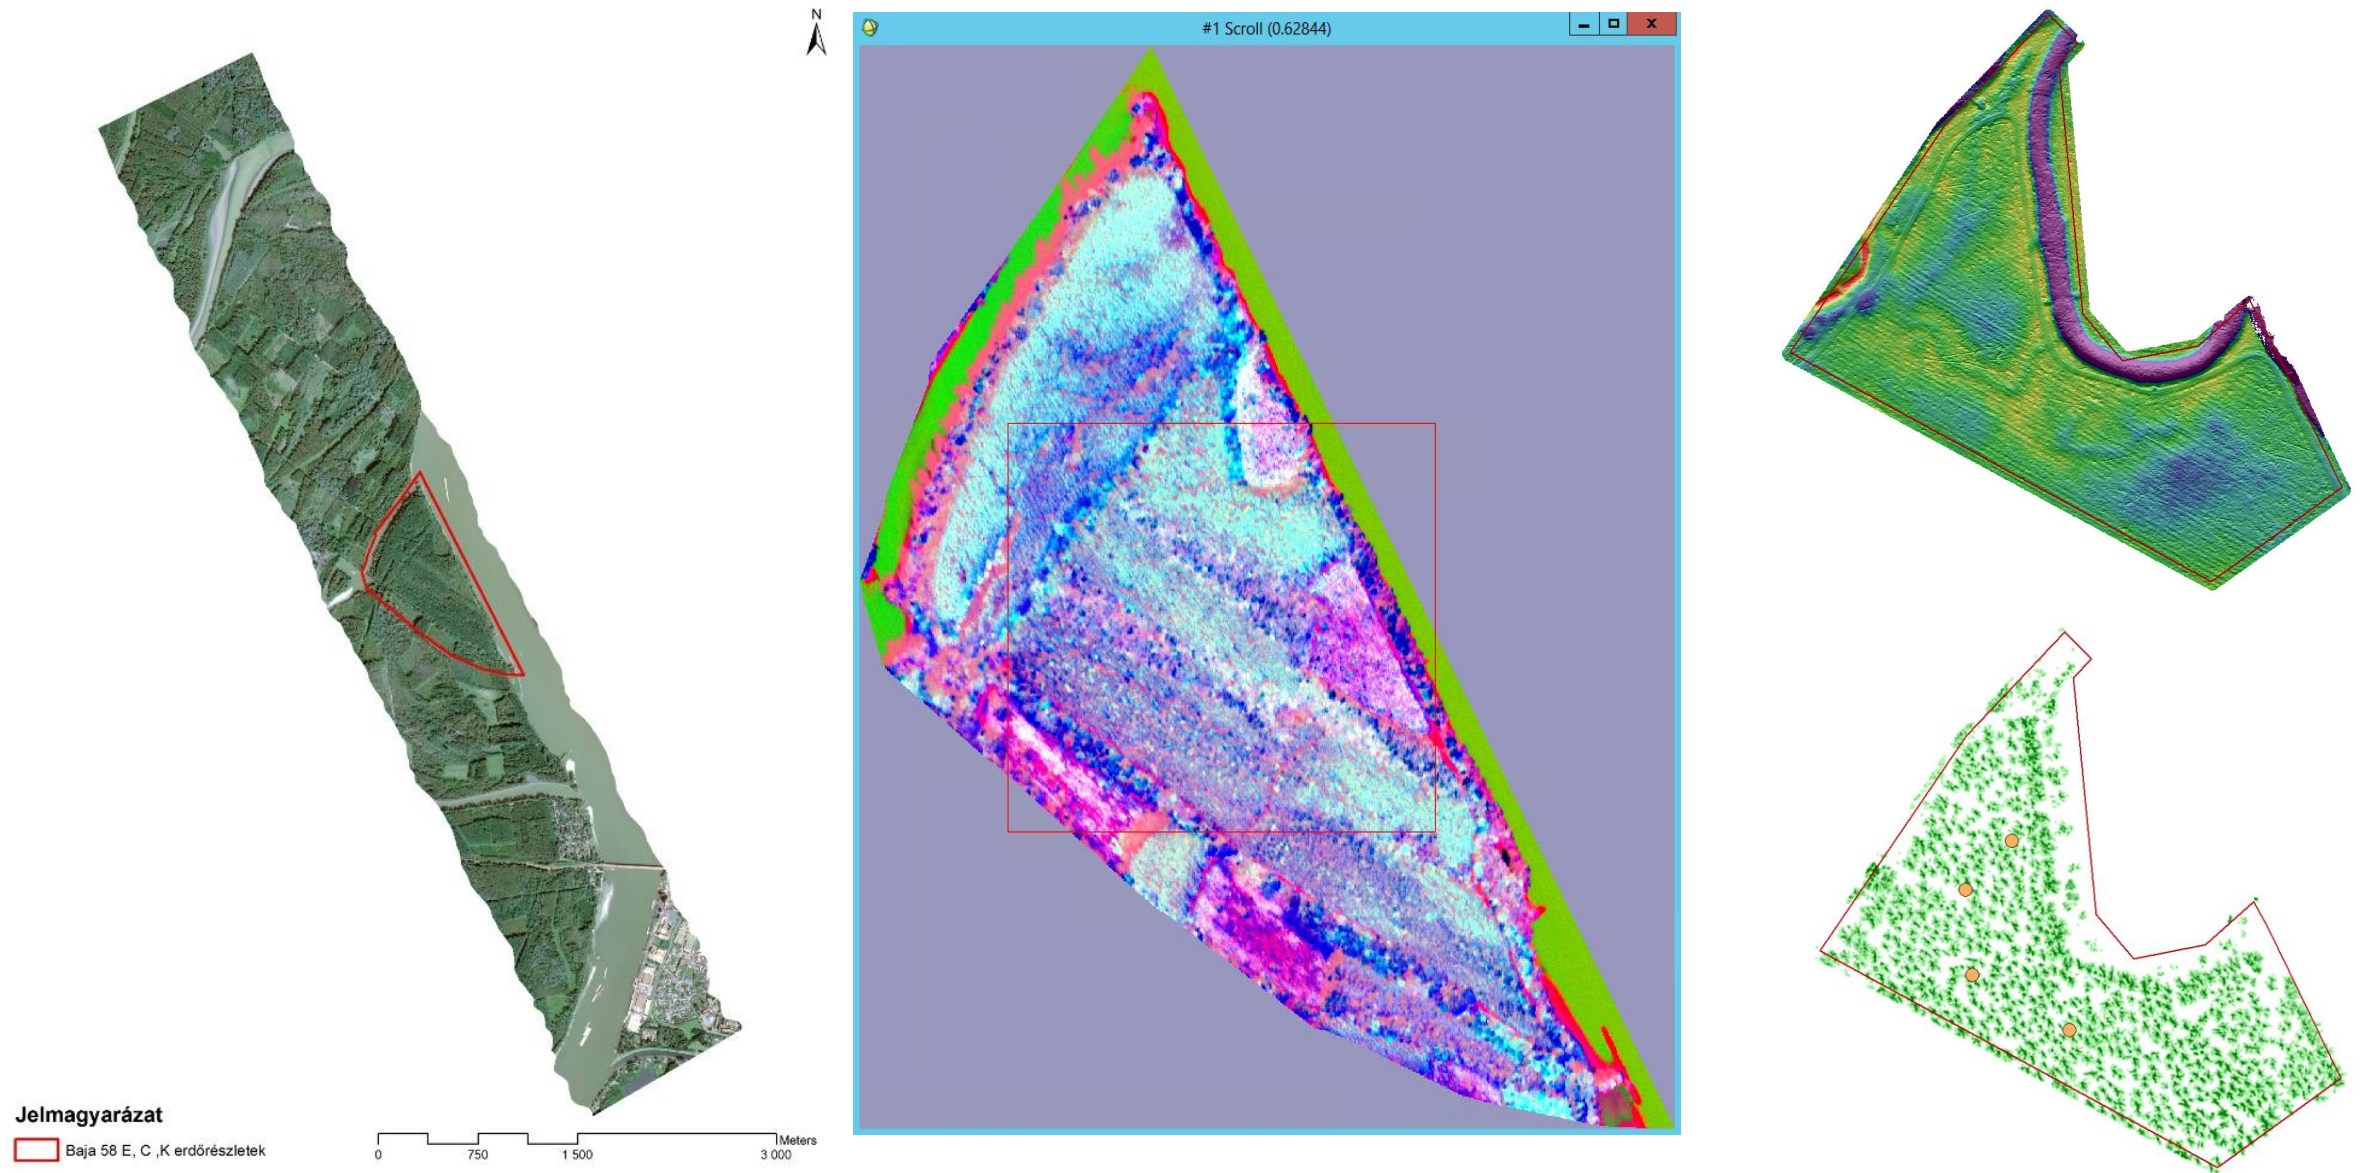 N
#1 Scroll (0.62844)
Jelmagyarázat
Baja 58 E, C ,K erdőrészletek
Meters
0 750 1 500 3 000